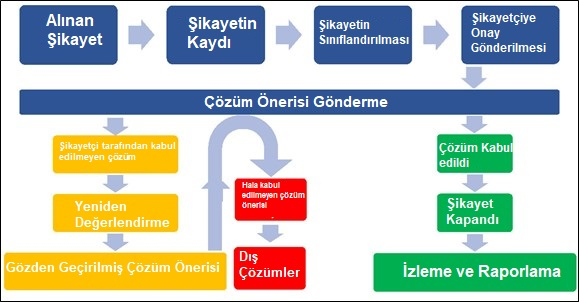 Alınan
Şikayet
Şikayetin
Kaydı
Şikayetin
Sınıflandırılması
Şikayetçiye
Onay
Gönderilmesi
Çözüm Önerisi Gönderme
Şikayetçi tarafından kabul
edilmeyen çözüm
Yeniden
Değerlendirme
Gözden Geçirilmiş Çözüm Önerisi
Hala kabul
edilmeyen çözüm
önerisi
.
Dış
Çözümler
Çözüm Kabul
edildi
Şikayet
Kapandı
İzleme ve Raporlama